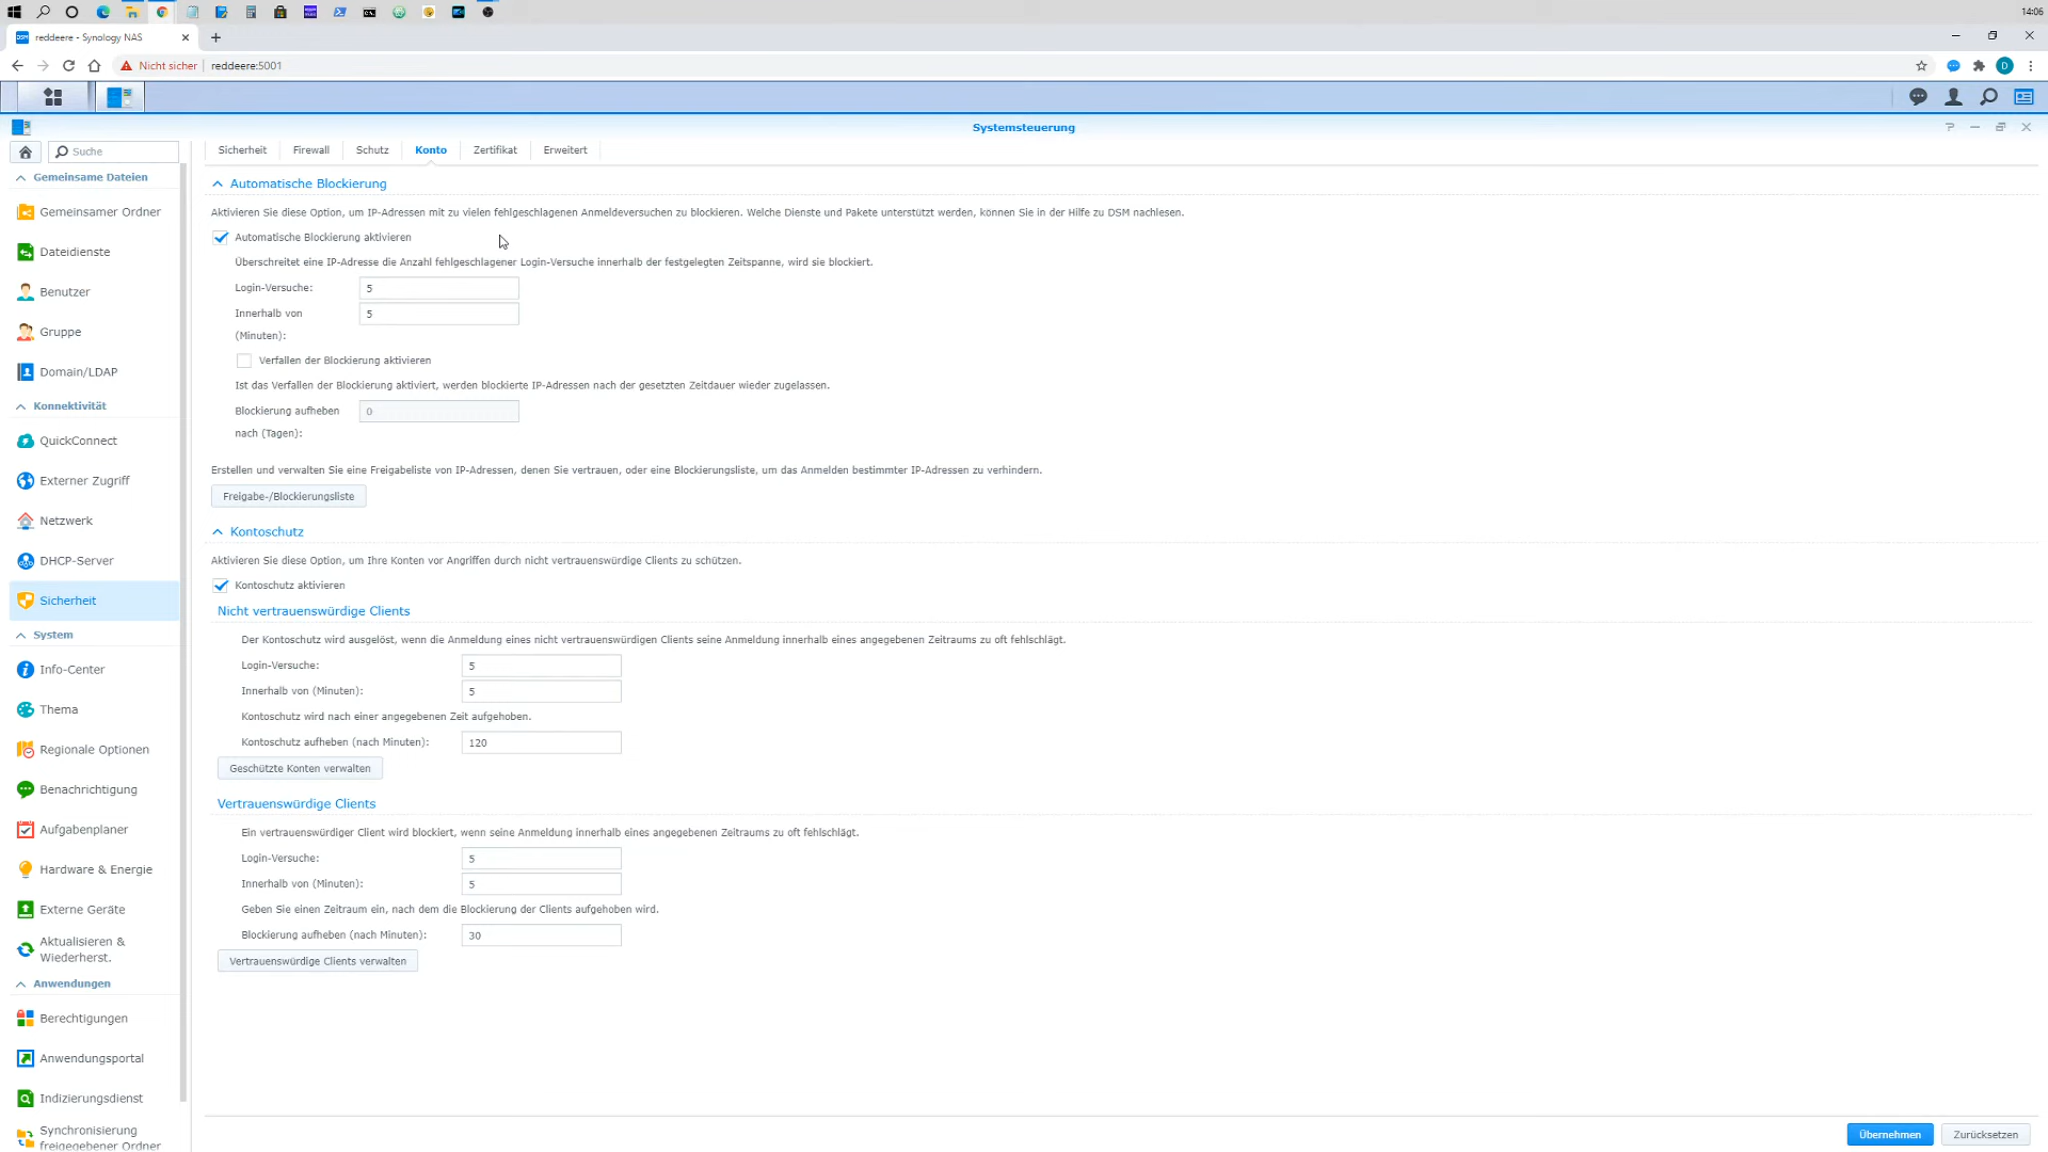 14:06
reddeere - Synology NAS
Nicht sicher
reddeere:5001
Systemsteuerung
Suche
Gemeinsame Dateien
Gemeinsamer Ordner
Dateidienste
Benutzer
Gruppe
Domain/LDAP
Konnektivität
QuickConnect
Externer Zugriff
Netzwerk
DHCP-Server
Sicherheit
System
Info-Center
Thema
Regionale Optionen
Benachrichtigung
Aufgabenplaner
Hardware & Energie
Externe Geräte
Aktualisieren &
Wiederherst.
Anwendungen
Berechtigungen
Anwendungsportal
Indizierungsdienst
Synchronisierung
freigegebener Ordner
Sicherheit Firewall Schutz Konto Zertifikat Erweitert
Automatische Blockierung
Aktivieren Sie diese Option, um IP-Adressen mit zu vielen fehlgeschlagenen Anmeldeversuchen zu blockieren. Welche Dienste und Pakete unterstützt werden, können Sie in der Hilfe zu DSM nachlesen.
Automatische Blockierung aktivieren
Überschreitet eine IP-Adresse die Anzahl fehlgeschlagener Login-Versuche innerhalb der festgelegten Zeitspanne, wird sie blockiert.
Login-Versuche: 5
Innerhalb von 5
(Minuten):
Verfallen der Blockierung aktivieren
Ist das Verfallen der Blockierung aktiviert, werden blockierte IP-Adressen nach der gesetzten Zeitdauer wieder zugelassen.
Blockierung aufheben 0
nach (Tagen):
Erstellen und verwalten Sie eine Freigabeliste von IP-Adressen, denen Sie vertrauen, oder eine Blockierungsliste, um das Anmelden bestimmter IP-Adressen zu verhindern.
Freigabe-/Blockierungsliste
Kontoschutz
Aktivieren Sie diese Option, um Ihre Konten vor Angriffen durch nicht vertrauenswürdige Clients zu schützen.
Kontoschutz aktivieren
Nicht vertrauenswürdige Clients
Der Kontoschutz wird ausgelöst, wenn die Anmeldung eines nicht vertrauenswürdigen Clients seine Anmeldung innerhalb eines angegebenen Zeitraums zu oft fehlschlägt.
Login-Versuche: 5
Innerhalb von (Minuten): 5
Kontoschutz wird nach einer angegebenen Zeit aufgehoben.
Kontoschutz aufheben (nach Minuten): 120
Geschützte Konten verwalten
Vertrauenswürdige Clients
Ein vertrauenswürdiger Client wird blockiert, wenn seine Anmeldung innerhalb eines angegebenen Zeitraums zu oft fehlschlägt.
Login-Versuche: 5
Innerhalb von (Minuten): 5
Geben Sie einen Zeitraum ein, nach dem die Blockierung der Clients aufgehoben wird.
Blockierung aufheben (nach Minuten): 30
Vertrauenswürdige Clients verwalten
Übernehmen Zurücksetzen